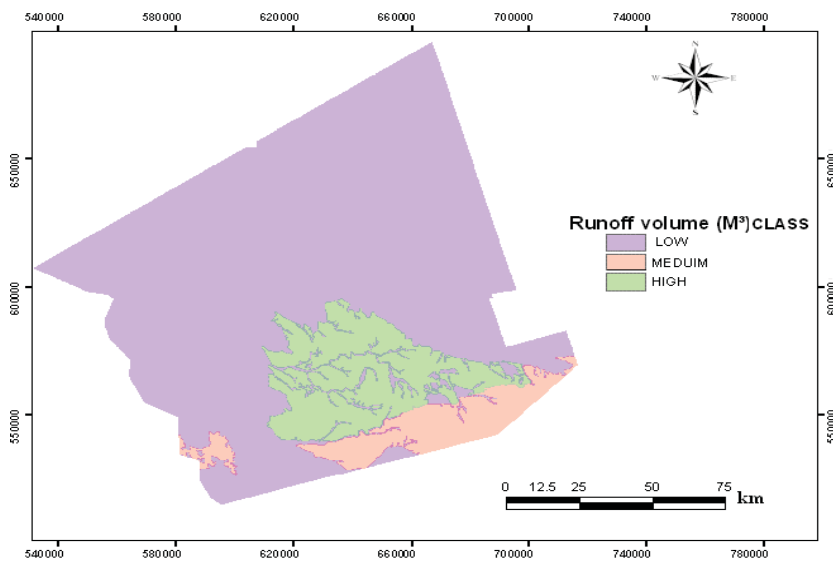 540000 580000 620000 660000 700000 740000 780000
N
W E
S
650000 650000
Runoff volume (M³)CLASS
LOW
MEDUIM
HIGH
600000 600000
550000 550000
0 12.5 25 50 75
km
540000 580000 620000 660000 700000 740000 780000